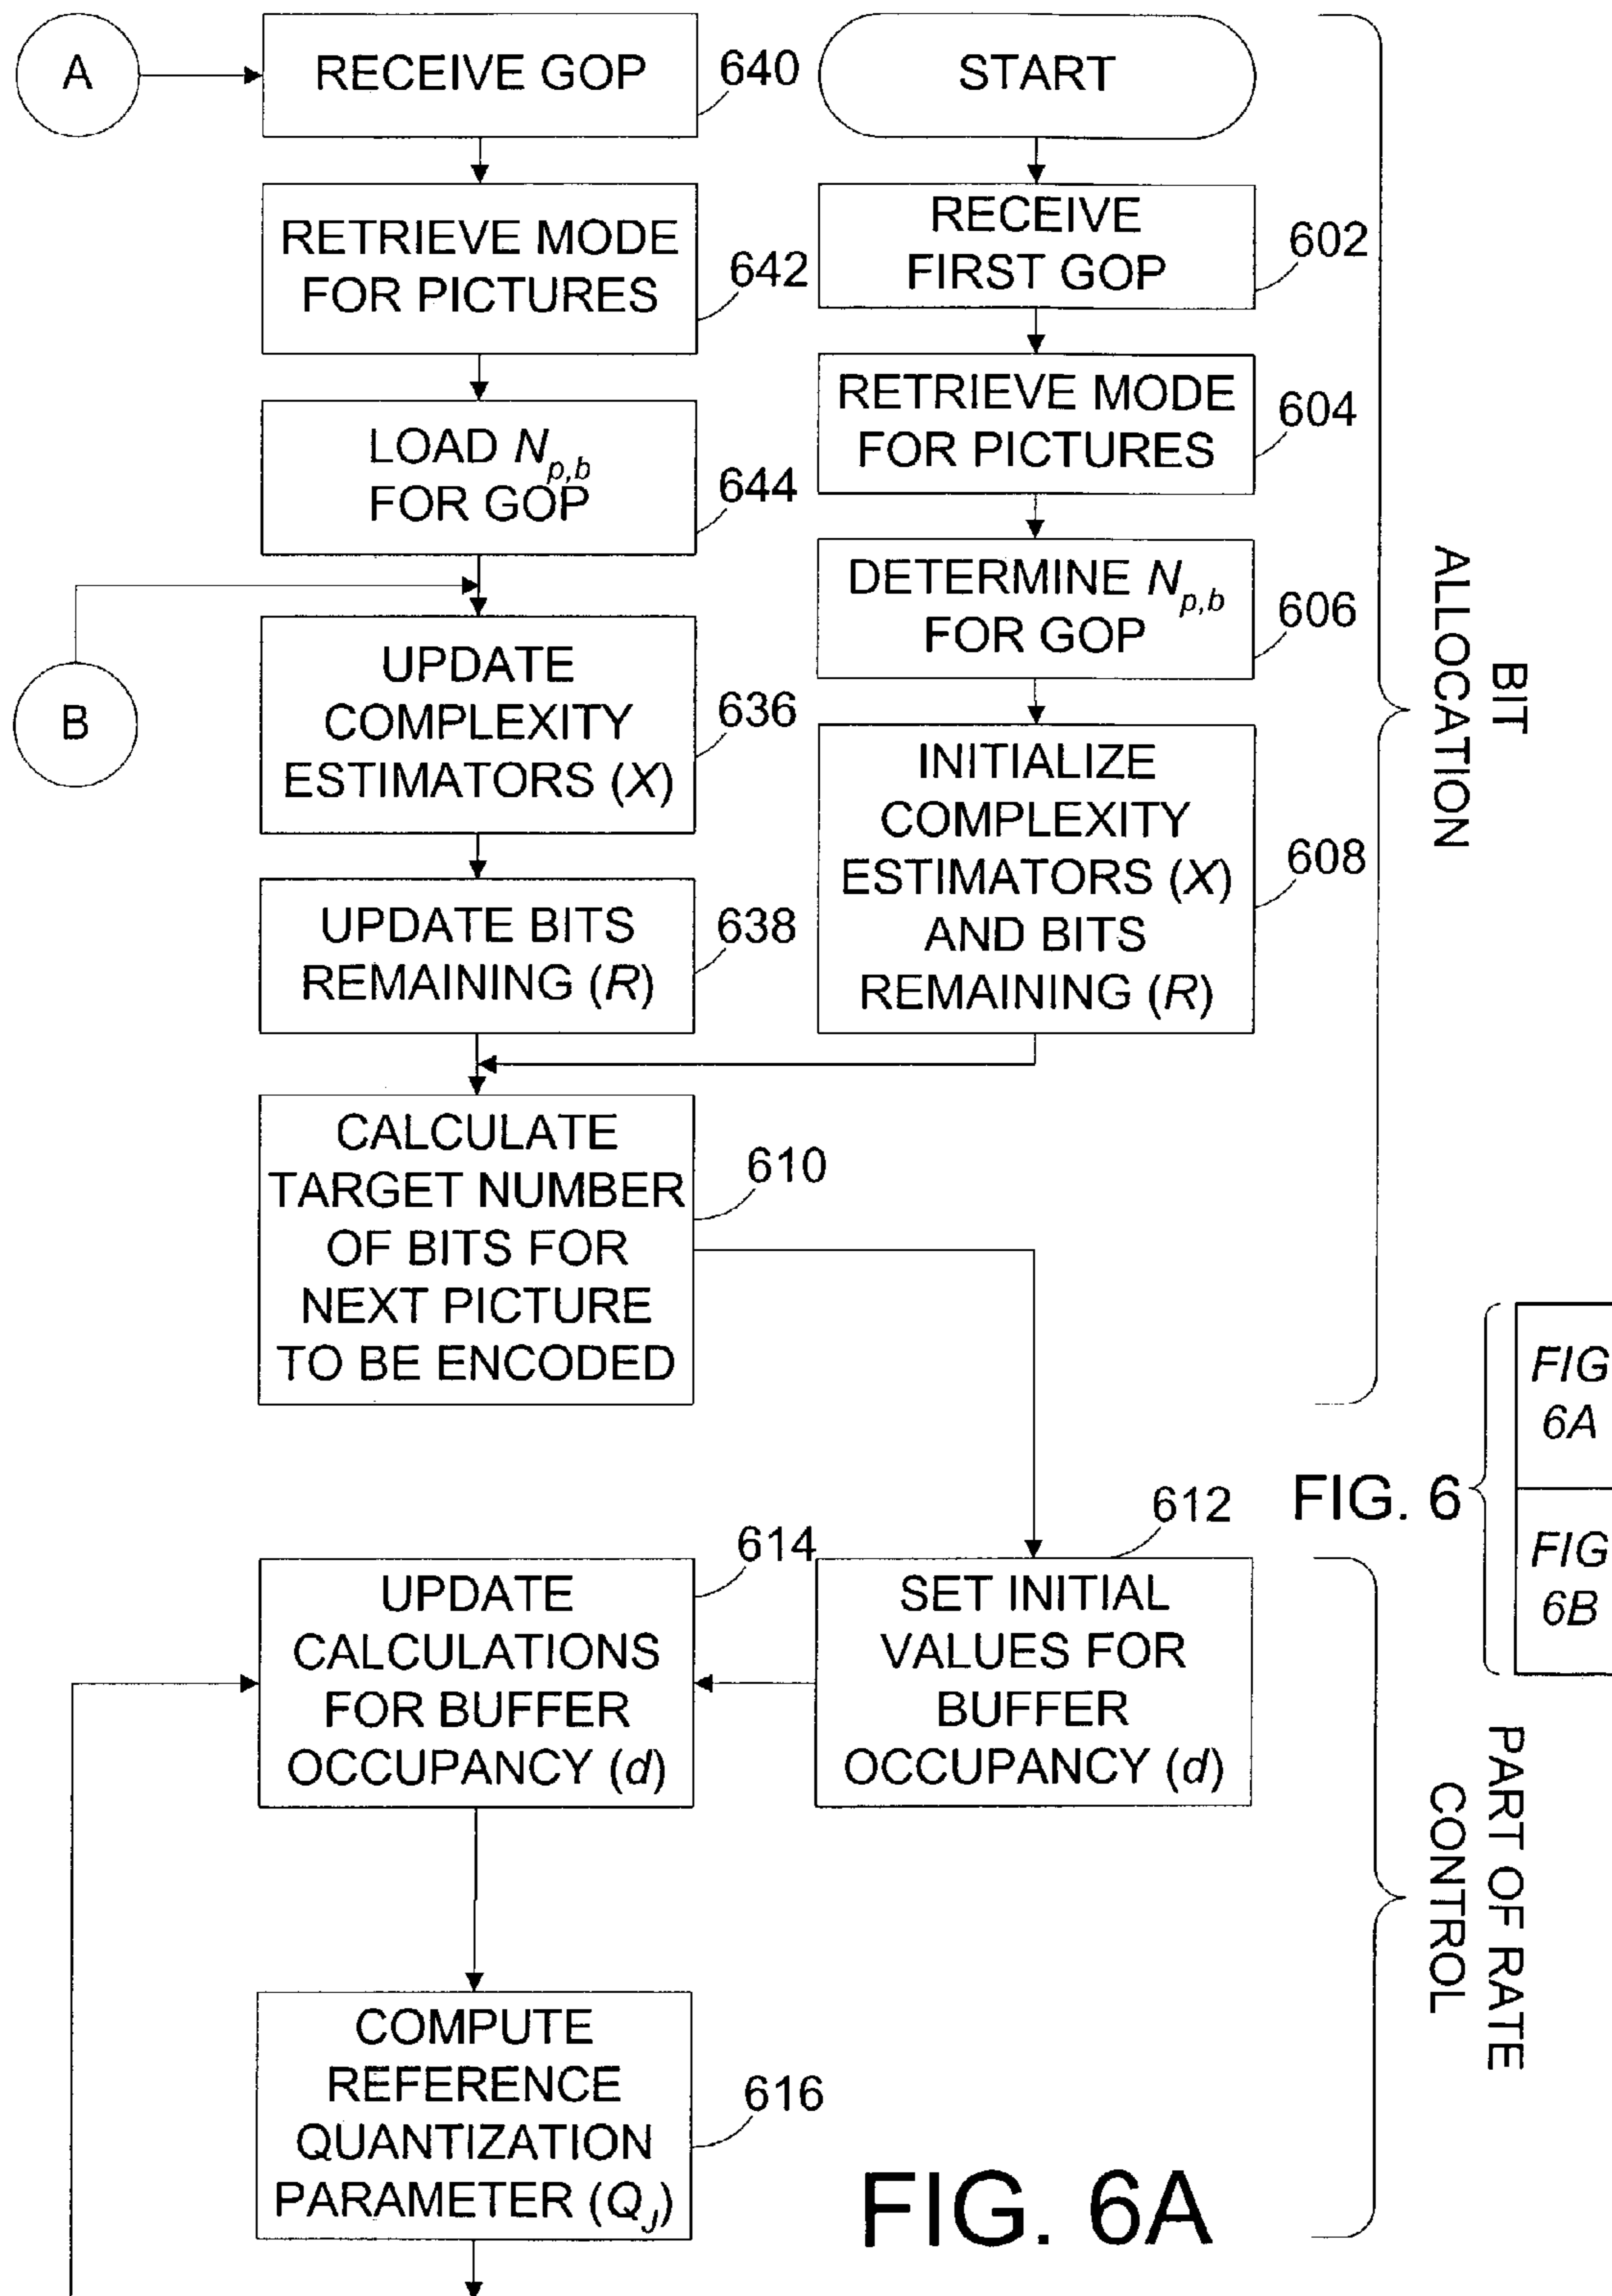 A
RECEIVE GOP
640
START
RETRIEVE MODE
FOR PICTURES
642
RECEIVE
FIRST GOP
602
LOAD N_{p,b}
FOR GOP
644
RETRIEVE MODE
FOR PICTURES
604
B
UPDATE
COMPLEXITY
ESTIMATORS (X)
636
DETERMINE N_{p,b}
FOR GOP
606
UPDATE BITS
REMAINING (R)
638
INITIALIZE
COMPLEXITY
ESTIMATORS (X)
AND BITS
REMAINING (R)
608
BIT
ALLOCATION
CALCULATE
TARGET NUMBER
OF BITS FOR
NEXT PICTURE
TO BE ENCODED
610
FIG. 6
FIG
6A
FIG
6B
612
SET INITIAL
VALUES FOR
BUFFER
OCCUPANCY (d)
614
UPDATE
CALCULATIONS
FOR BUFFER
OCCUPANCY (d)
PART OF RATE
CONTROL
COMPUTE
REFERENCE
QUANTIZATION
PARAMETER (Q_J)
616
FIG. 6A